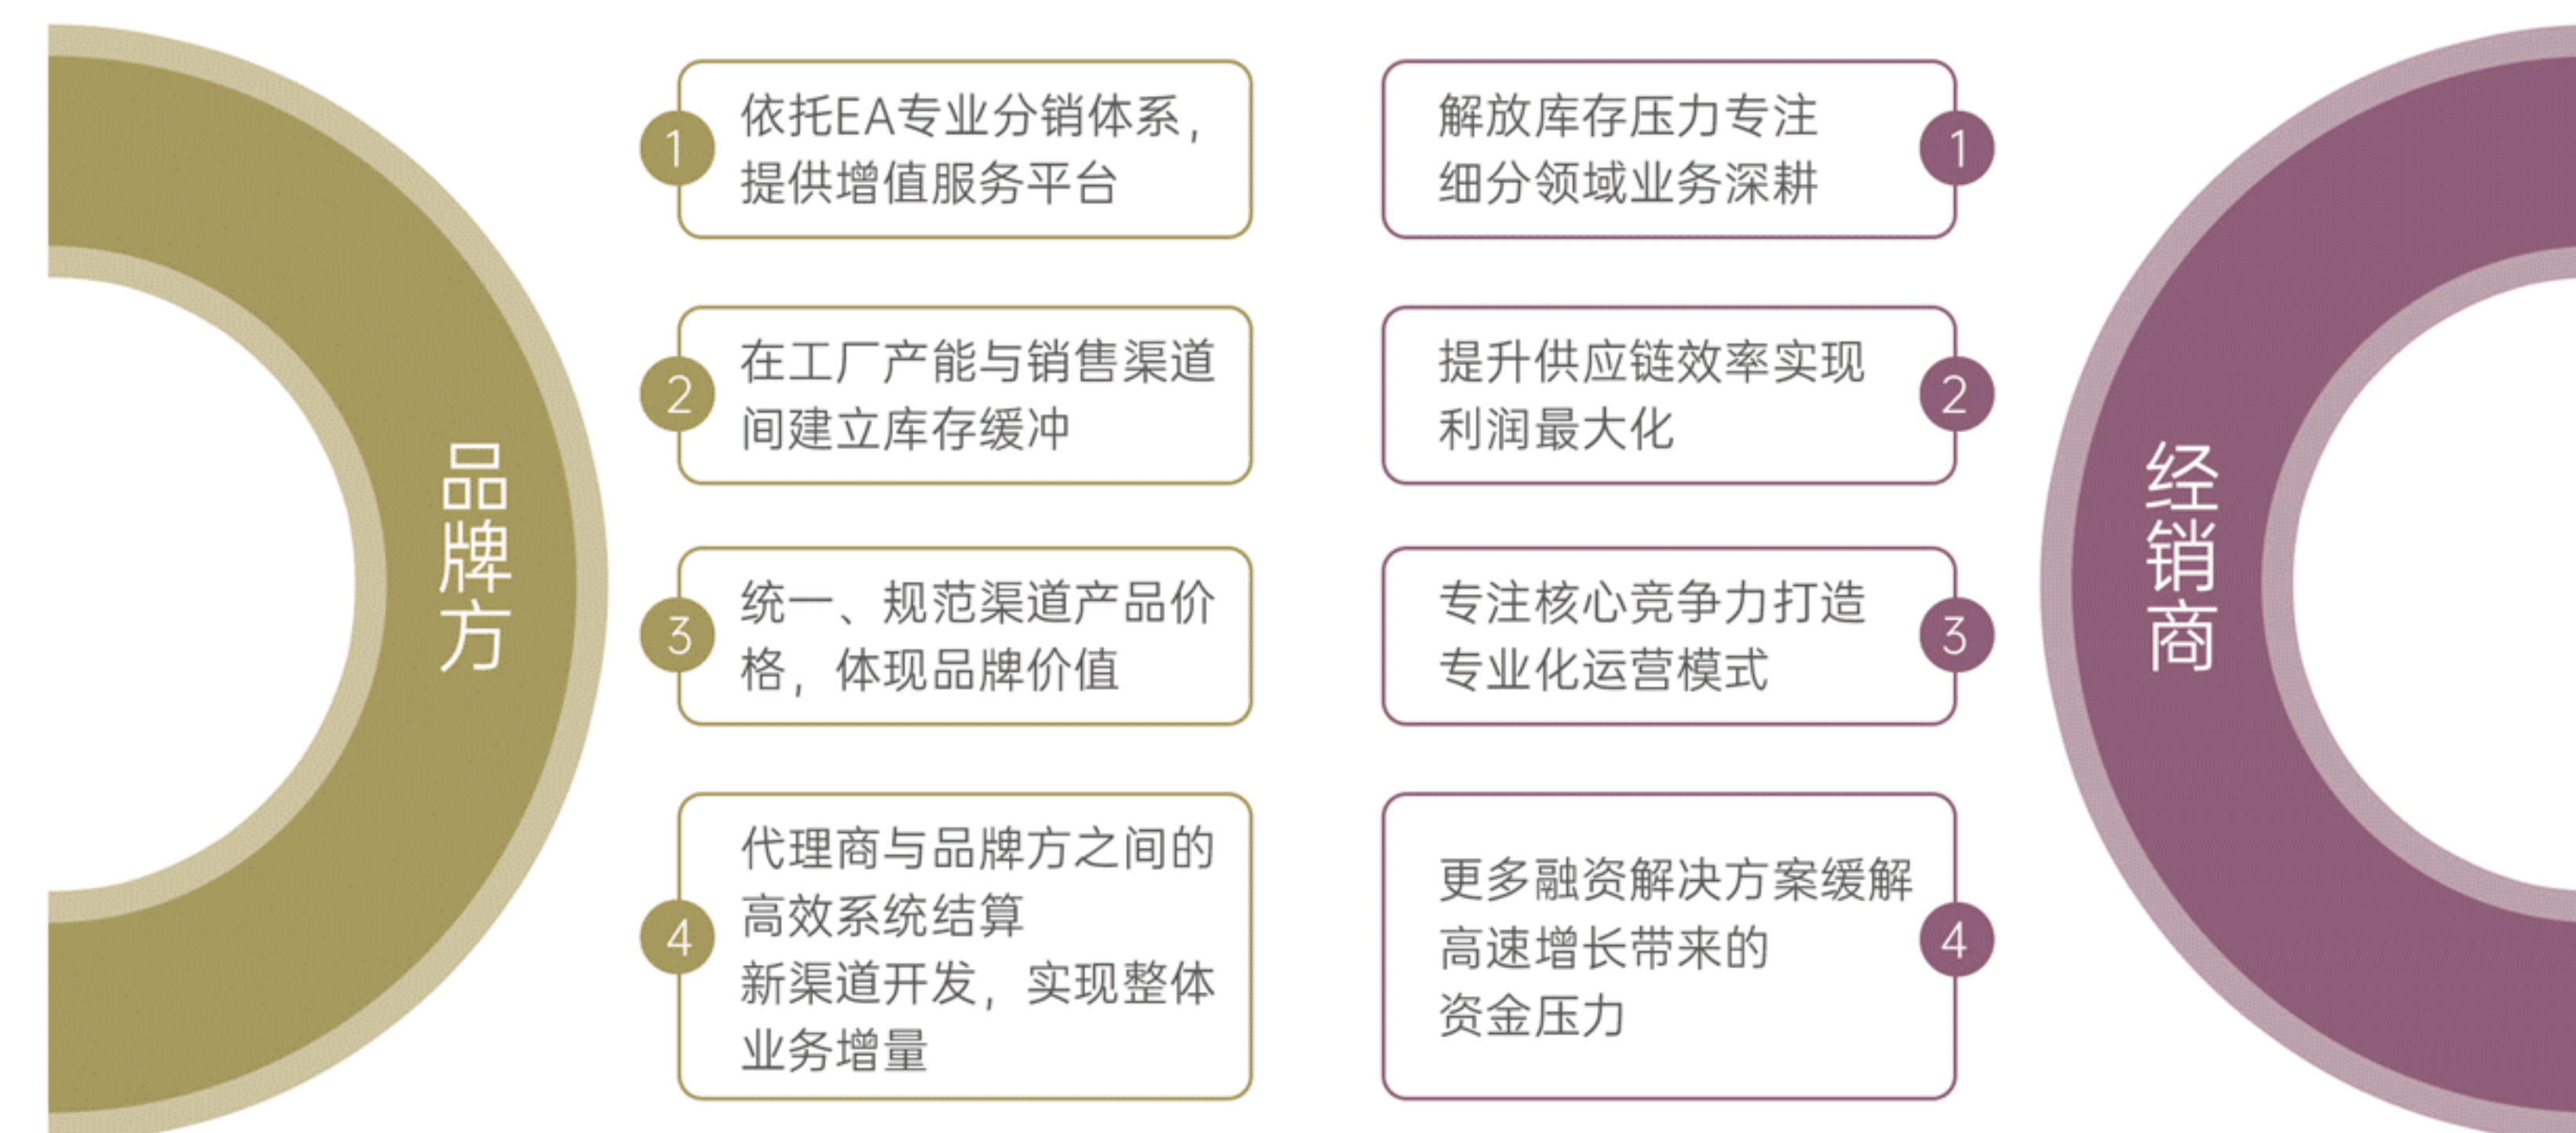 品牌方
1
依托EA专业分销体系，
提供增值服务平台
2
在工厂产能与销售渠道
间建立库存缓冲
3
统一、规范渠道产品价
格，体现品牌价值
4
代理商与品牌方之间的
高效系统结算
新渠道开发，实现整体
业务增量
经销商
1
解放库存压力专注
细分领域业务深耕
2
提升供应链效率实现
利润最大化
3
专注核心竞争力打造
专业化运营模式
4
更多融资解决方案缓解
高速增长带来的
资金压力